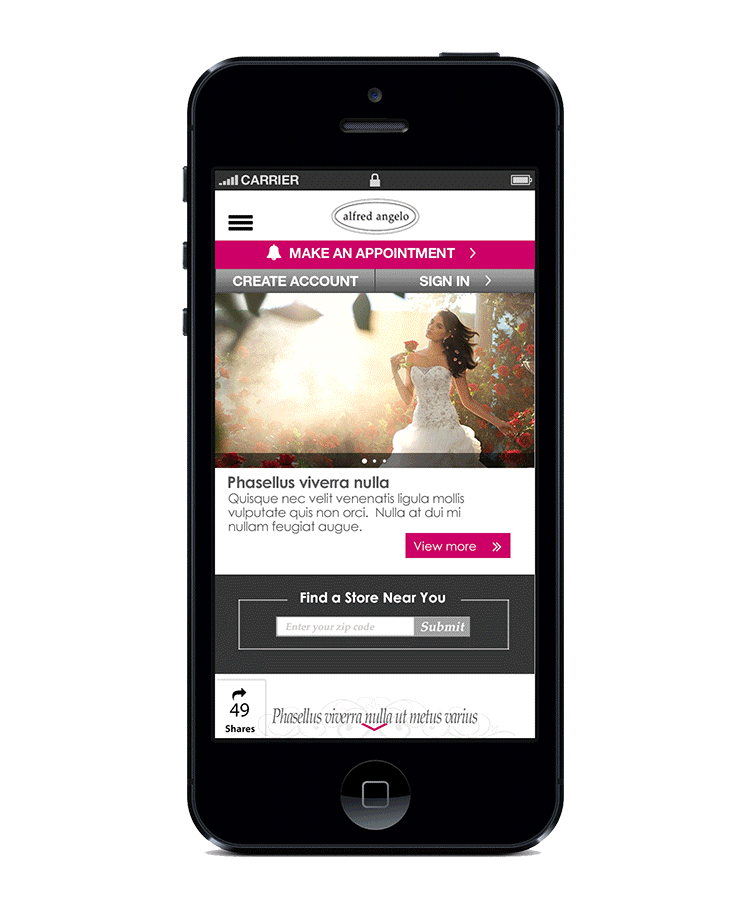 CARRIER
alfred angelo
MAKE AN APPOINTMENT
CREATE ACCOUNT SIGN IN
Phasellus viverra nulla
Quisque nec velit venenatis ligula mollis
vulputate quis non orci. Nulla at dui mi
nullam feugiat augue.
View more
Find a Store Near You
Enter your zip code Submit
49
Shares
Phasellus viverra nulla ut metus varius